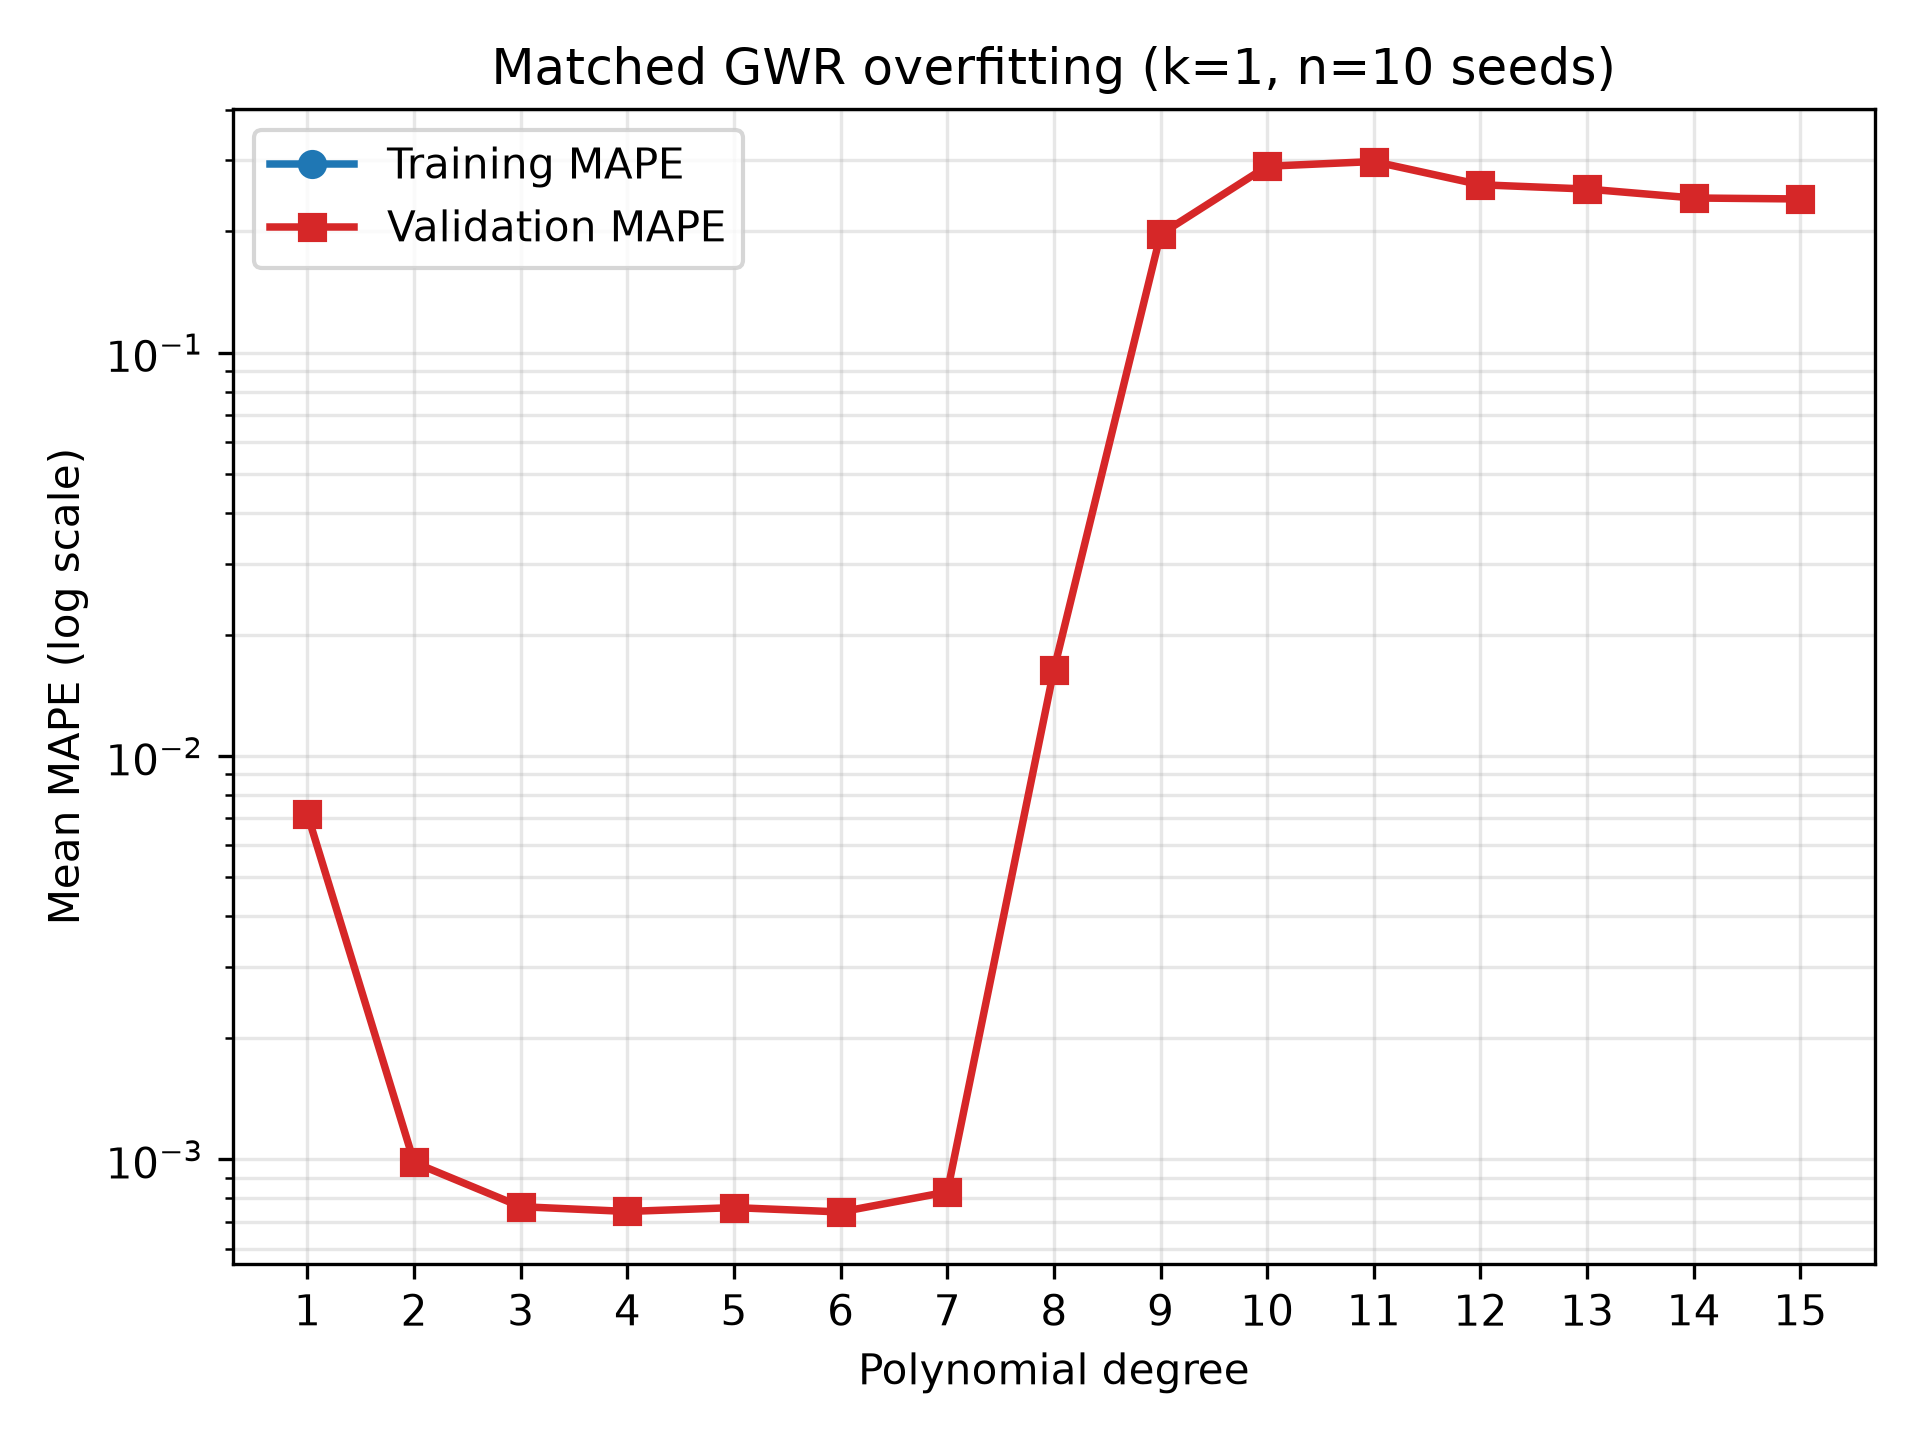 Matched GWR overfitting (k=1, n=10 seeds)
Training MAPE
Validation MAPE
Mean MAPE (log scale)
10⁻¹
10⁻²
10⁻³
1 2 3 4 5 6 7 8 9 10 11 12 13 14 15
Polynomial degree